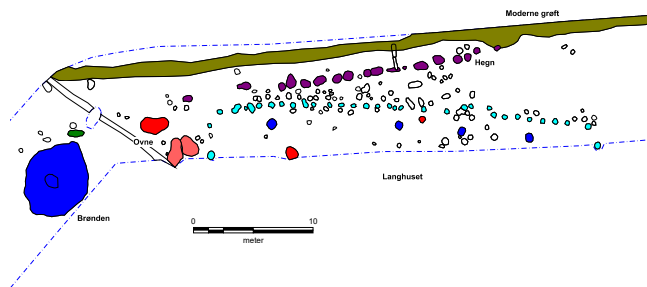 Moderne grøft
Hegn
Ovne
Langhuset
Brønden
0 10
meter